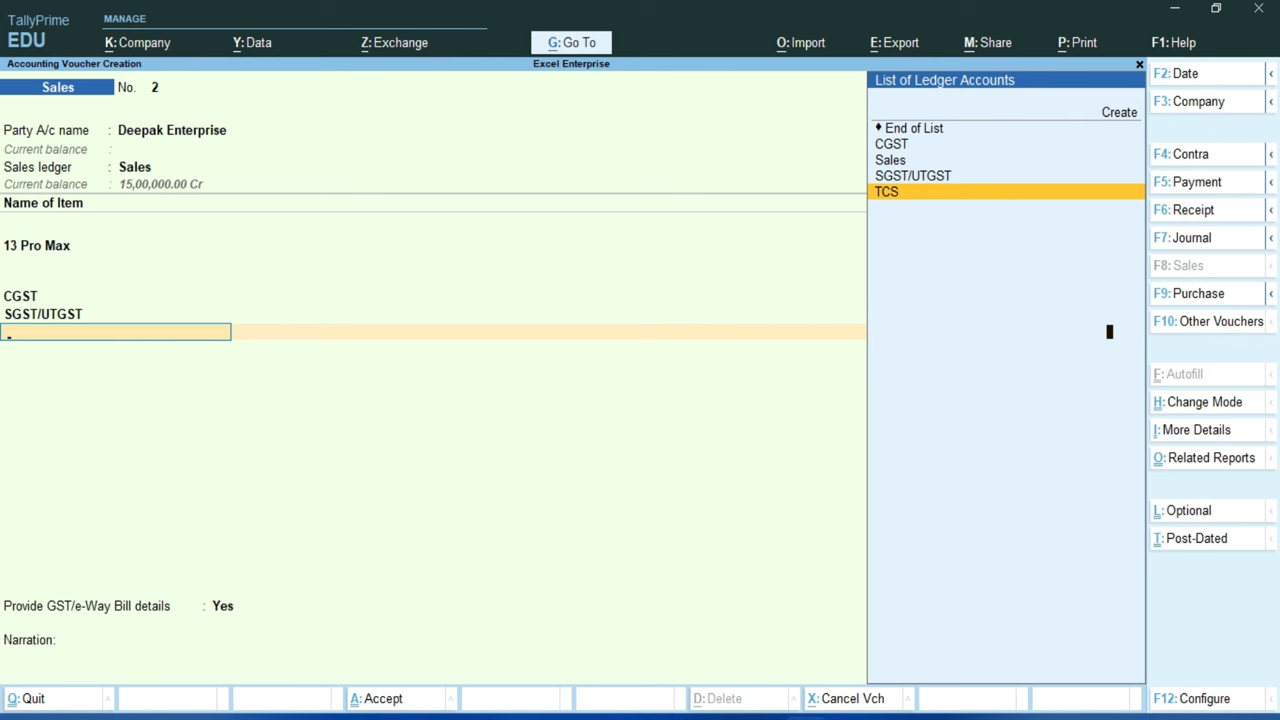 TallyPrime
EDU
MANAGE
K: Company
Y: Data
Z: Exchange
G: Go To
O: Import
E: Export
M: Share
P: Print
F1: Help
Accounting Voucher Creation
Excel Enterprise
Sales No. 2
Party A/c name : Deepak Enterprise
Current balance :
Sales ledger : Sales
Current balance : 15,00,000.00 Cr
Name of Item
13 Pro Max
CGST
SGST/UTGST
Provide GST/e-Way Bill details : Yes
Narration:
List of Ledger Accounts
Create
♦ End of List
CGST
Sales
SGST/UTGST
TCS
F2: Date
F3: Company
F4: Contra
F5: Payment
F6: Receipt
F7: Journal
F8: Sales
F9: Purchase
F10: Other Vouchers
F: Autofill
H: Change Mode
I: More Details
O: Related Reports
L: Optional
T: Post-Dated
Q: Quit
A: Accept
D: Delete
X: Cancel Vch
F12: Configure